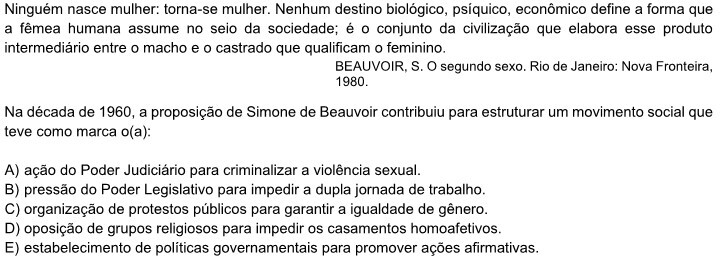 Ninguém nasce mulher: torna-se mulher. Nenhum destino biológico, psíquico, econômico define a forma que
a fêmea humana assume no seio da sociedade; é o conjunto da civilização que elabora esse produto
intermediário entre o macho e o castrado que qualificam o feminino.
BEAUVOIR, S. O segundo sexo. Rio de Janeiro: Nova Fronteira,
1980.
Na década de 1960, a proposição de Simone de Beauvoir contribuiu para estruturar um movimento social que
teve como marca o(a):
A) ação do Poder Judiciário para criminalizar a violência sexual.
B) pressão do Poder Legislativo para impedir a dupla jornada de trabalho.
C) organização de protestos públicos para garantir a igualdade de gênero.
D) oposição de grupos religiosos para impedir os casamentos homoafetivos.
E) estabelecimento de políticas governamentais para promover ações afirmativas.